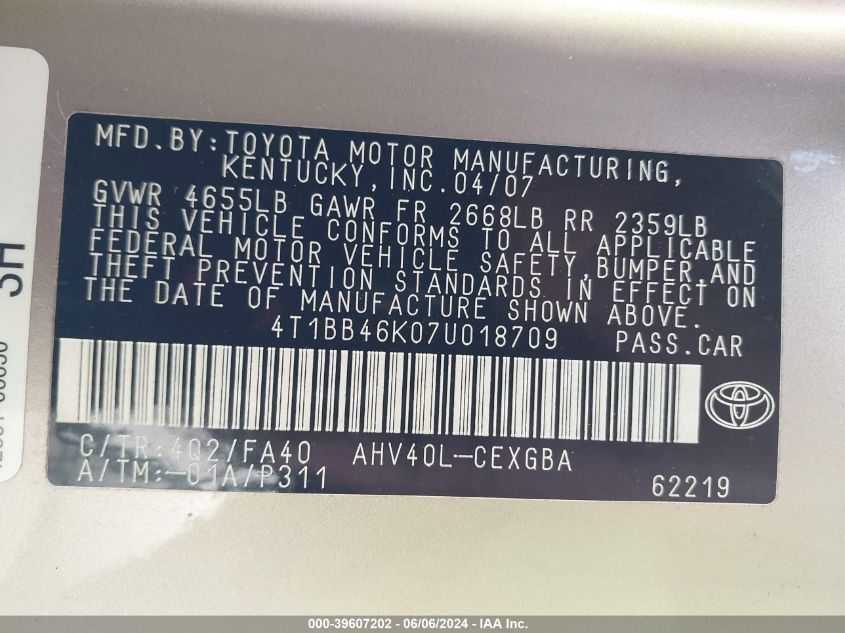 MFD.BY:TOYOTA MOTOR MANUFACTURING,
KENTUCKY,INC.04/07
GVWR 4655LB GAWR FR 2668LB RR 2359LB
THIS VEHICLE CONFORMS TO ALL APPLICABLE
FEDERAL MOTOR VEHICLE SAFETY,BUMPER,AND
THEFT PREVENTION STANDARDS IN EFFECT ON
THE DATE OF MANUFACTURE SHOWN ABOVE.
4T1BB46K07U018709 PASS.CAR
C/TR:4Q2/FA40 AHV40L-CEXGBA
A/TM:-01A/P311 62219
3H
000-39607202 - 06/06/2024 - IAA Inc.